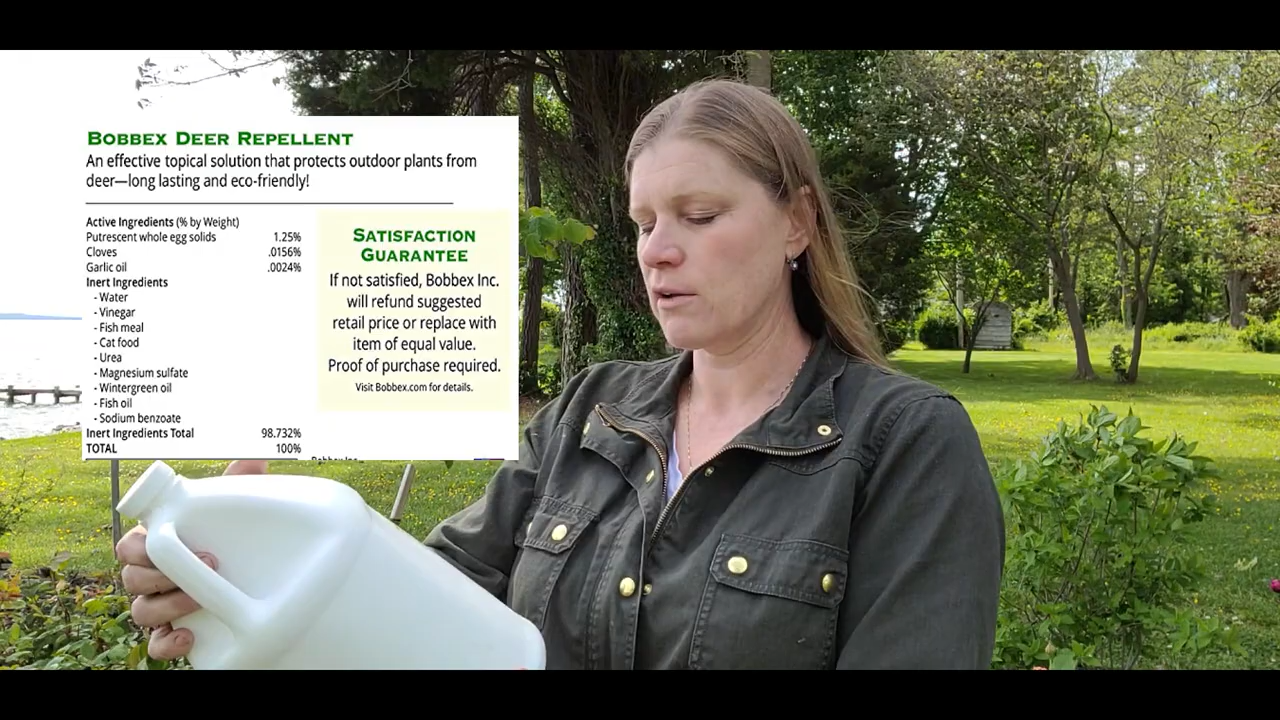 BOBBEX DEER REPELLENT
An effective topical solution that protects outdoor plants from
deer—long lasting and eco-friendly!
Active Ingredients (% by Weight)
Putrescent whole egg solids 1.25%
Cloves .0156%
Garlic oil .0024%
Inert Ingredients
- Water
- Vinegar
- Fish meal
- Cat food
- Urea
- Magnesium sulfate
- Wintergreen oil
- Fish oil
- Sodium benzoate
Inert Ingredients Total 98.732%
TOTAL 100%
SATISFACTION
GUARANTEE
If not satisfied, Bobbex Inc.
will refund suggested
retail price or replace with
item of equal value.
Proof of purchase required.
Visit Bobbex.com for details.